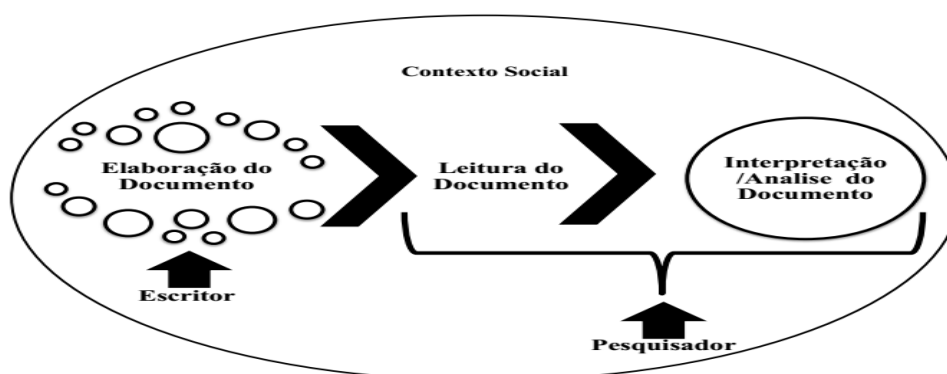 Contexto Social
Elaboração do
Documento
Leitura do
Documento
Interpretação
/Analise do
Documento
Escritor
Pesquisador